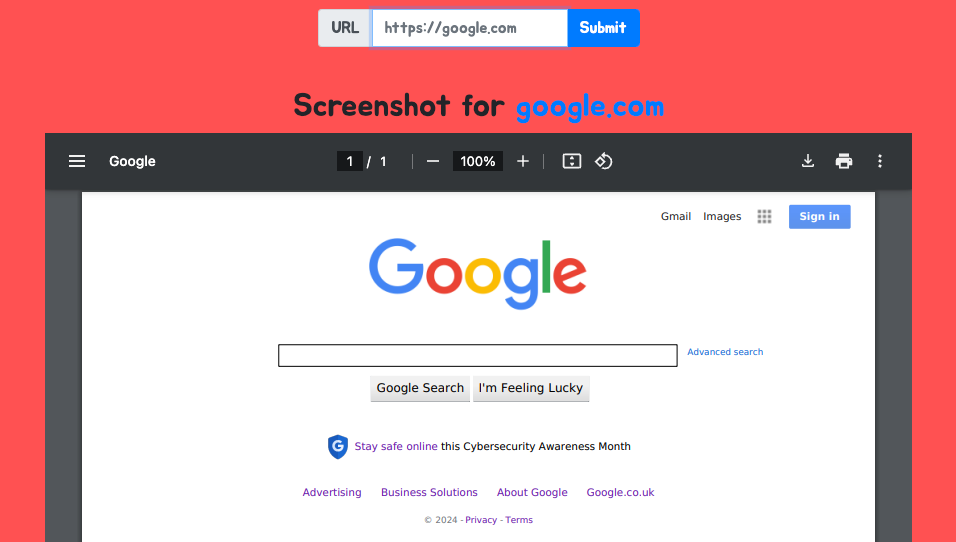 URL https://google.com Submit
Screenshot for google.com
Google 1 / 1 100%
Gmail Images Sign in
Google
Advanced search
Google Search I'm Feeling Lucky
G Stay safe online this Cybersecurity Awareness Month
Advertising Business Solutions About Google Google.co.uk
© 2024 - Privacy - Terms